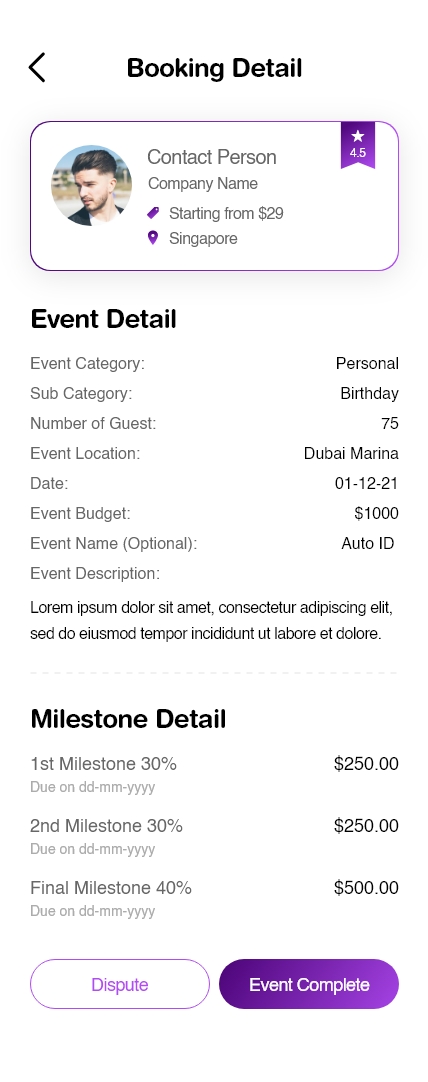 Booking Detail
4.5
Contact Person
Company Name
Starting from $29
Singapore
Event Detail
Event Category: Personal
Sub Category: Birthday
Number of Guest: 75
Event Location: Dubai Marina
Date: 01-12-21
Event Budget: $1000
Event Name (Optional): Auto ID
Event Description:
Lorem ipsum dolor sit amet, consectetur adipiscing elit,
sed do eiusmod tempor incididunt ut labore et dolore.
Milestone Detail
1st Milestone 30% $250.00
Due on dd-mm-yyyy
2nd Milestone 30% $250.00
Due on dd-mm-yyyy
Final Milestone 40% $500.00
Due on dd-mm-yyyy
Dispute Event Complete